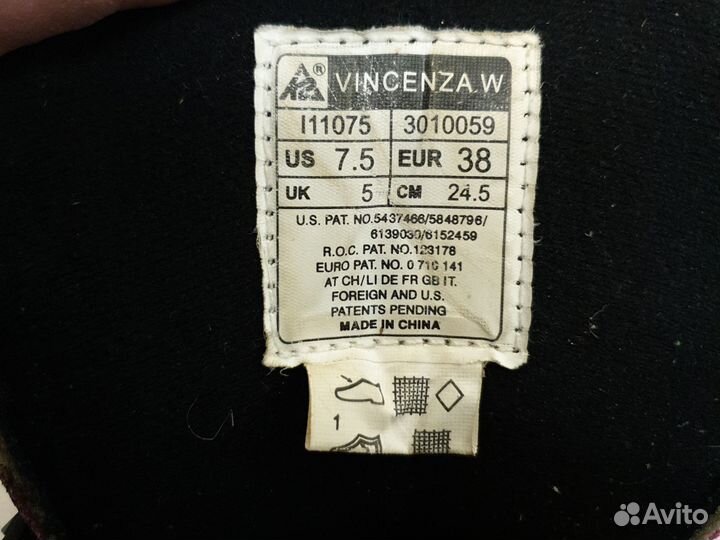 K2 ® VINCENZA W
I11075 3010059
US 7.5 EUR 38
UK 5 CM 24.5
U.S. PAT. NO.5437466/5848796/
6139030/6152459
R.O.C. PAT. NO.123178
EURO PAT. NO. 0 710 141
AT CH/LI DE FR GB IT.
FOREIGN AND U.S.
PATENTS PENDING
MADE IN CHINA
1
Avito